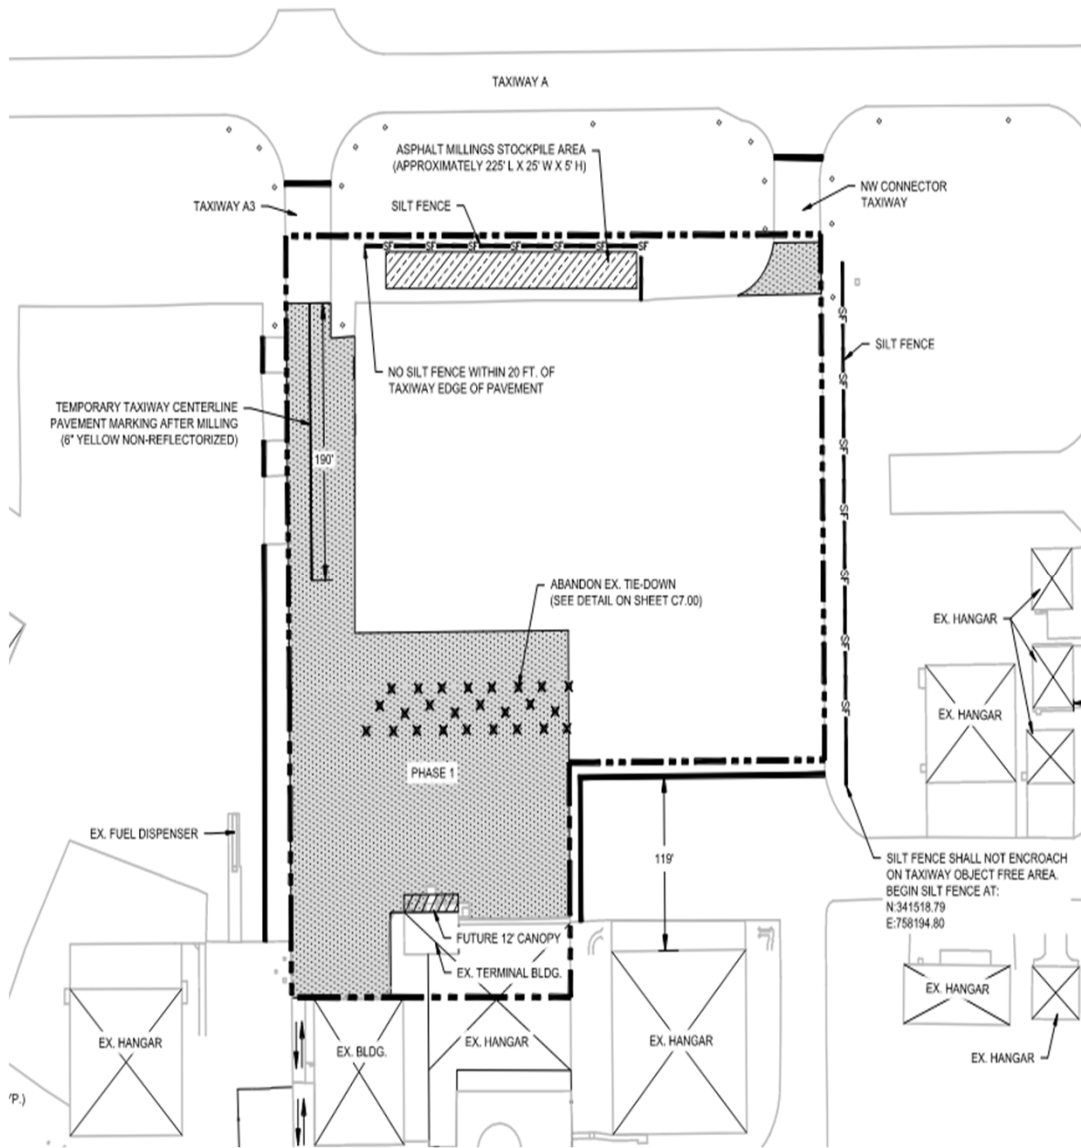 TAXIWAY A
ASPHALT MILLINGS STOCKPILE AREA
(APPROXIMATELY 225' L X 25' W X 5' H)
NW CONNECTOR
TAXIWAY
TAXIWAY A3
SILT FENCE
SF SF SF SF SF SF SF
SF
SILT FENCE
SF
NO SILT FENCE WITHIN 20 FT. OF
TAXIWAY EDGE OF PAVEMENT
TEMPORARY TAXIWAY CENTERLINE
PAVEMENT MARKING AFTER MILLING
(6" YELLOW NON-REFLECTORIZED)
190'
SF
SF
ABANDON EX. TIE-DOWN
(SEE DETAIL ON SHEET C7.00)
SF
EX. HANGAR
SF
SF
EX. HANGAR
PHASE 1
EX. FUEL DISPENSER
119'
SILT FENCE SHALL NOT ENCROACH
ON TAXIWAY OBJECT FREE AREA.
BEGIN SILT FENCE AT:
N:341518.79
E:758194.80
FUTURE 12' CANOPY
EX. TERMINAL BLDG.
EX. HANGAR
EX. HANGAR
EX. BLDG.
EX. HANGAR
EX. HANGAR
EX. HANGAR
YP.)